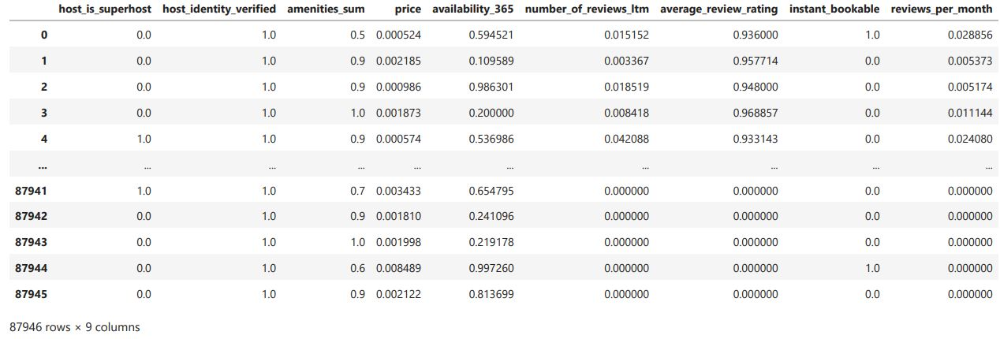 host_is_superhost host_identity_verified amenities_sum price availability_365 number_of_reviews_ltm average_review_rating instant_bookable reviews_per_month
0 0.0 1.0 0.5 0.000524 0.594521 0.015152 0.936000 1.0 0.028856
1 0.0 1.0 0.9 0.002185 0.109589 0.003367 0.957714 0.0 0.005373
2 0.0 1.0 0.9 0.000986 0.986301 0.018519 0.948000 0.0 0.005174
3 0.0 1.0 1.0 0.001873 0.200000 0.008418 0.968857 0.0 0.011144
4 1.0 1.0 0.9 0.000574 0.536986 0.042088 0.933143 0.0 0.024080
... ... ... ... ... ... ... ... ... ...
87941 1.0 1.0 0.7 0.003433 0.654795 0.000000 0.000000 0.0 0.000000
87942 0.0 1.0 0.9 0.001810 0.241096 0.000000 0.000000 0.0 0.000000
87943 0.0 1.0 1.0 0.001998 0.219178 0.000000 0.000000 0.0 0.000000
87944 0.0 1.0 0.6 0.008489 0.997260 0.000000 0.000000 1.0 0.000000
87945 0.0 1.0 0.9 0.002122 0.813699 0.000000 0.000000 0.0 0.000000
87946 rows × 9 columns